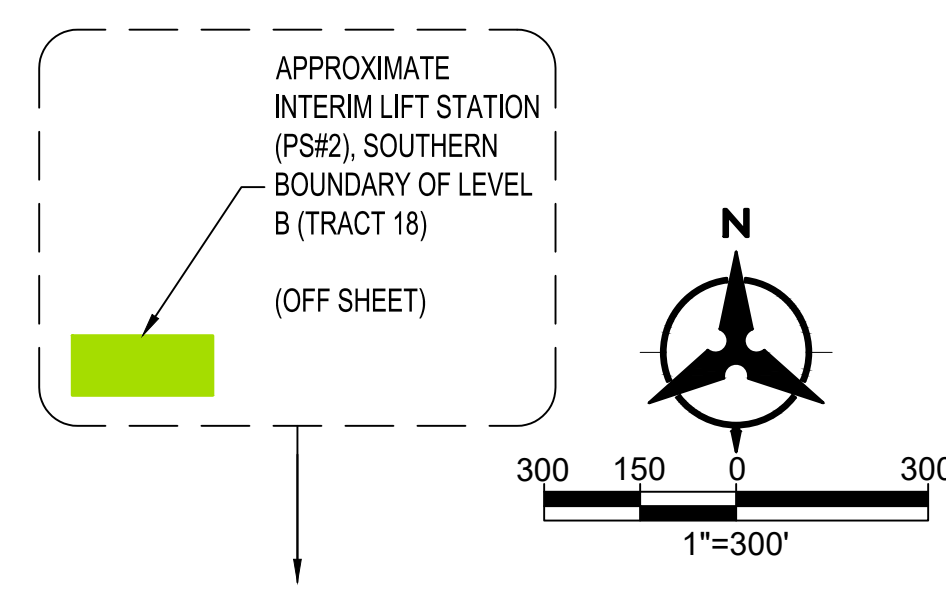 APPROXIMATE
INTERIM LIFT STATION
(PS#2), SOUTHERN
BOUNDARY OF LEVEL
B (TRACT 18)
(OFF SHEET)
N
300 150 0 300
1"=300'